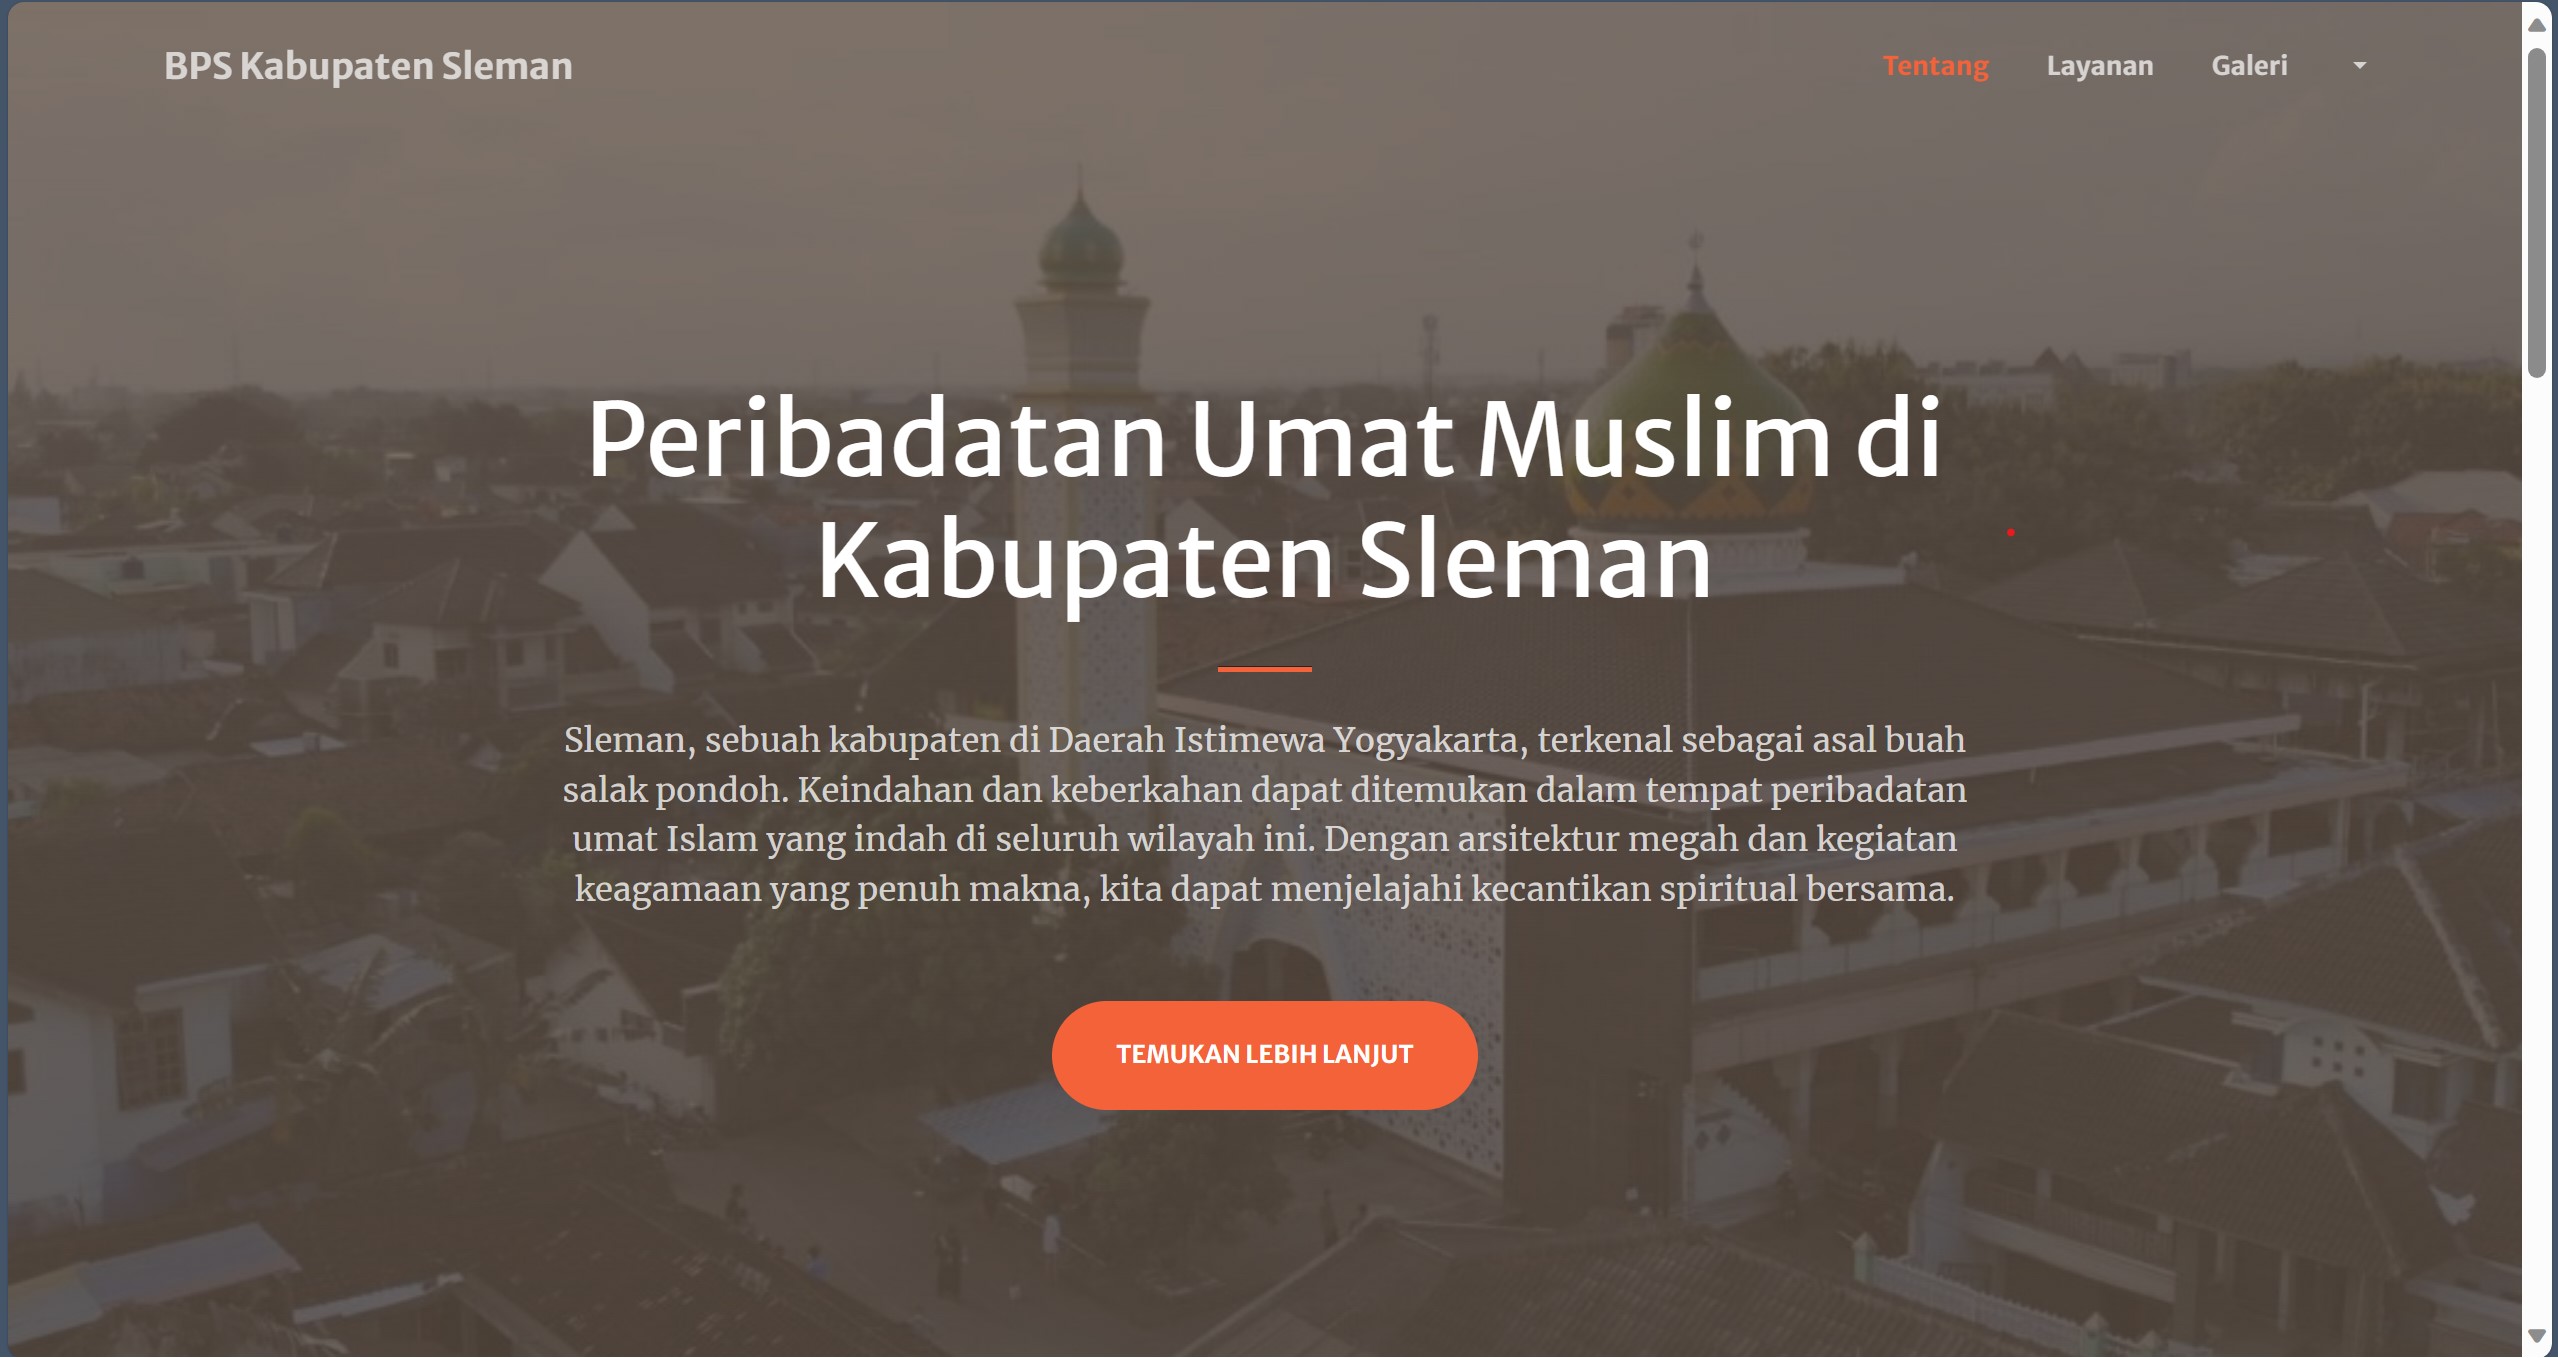 BPS Kabupaten Sleman
Tentang
Layanan
Galeri
Peribadatan Umat Muslim di
Kabupaten Sleman
Sleman, sebuah kabupaten di Daerah Istimewa Yogyakarta, terkenal sebagai asal buah
salak pondoh. Keindahan dan keberkahan dapat ditemukan dalam tempat peribadatan
umat Islam yang indah di seluruh wilayah ini. Dengan arsitektur megah dan kegiatan
keagamaan yang penuh makna, kita dapat menjelajahi kecantikan spiritual bersama.
TEMUKAN LEBIH LANJUT